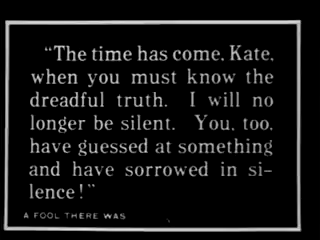 “The time has come, Kate,
when you must know the
dreadful truth. I will no
longer be silent. You, too,
have guessed at something
and have sorrowed in si-
lence!”
A FOOL THERE WAS